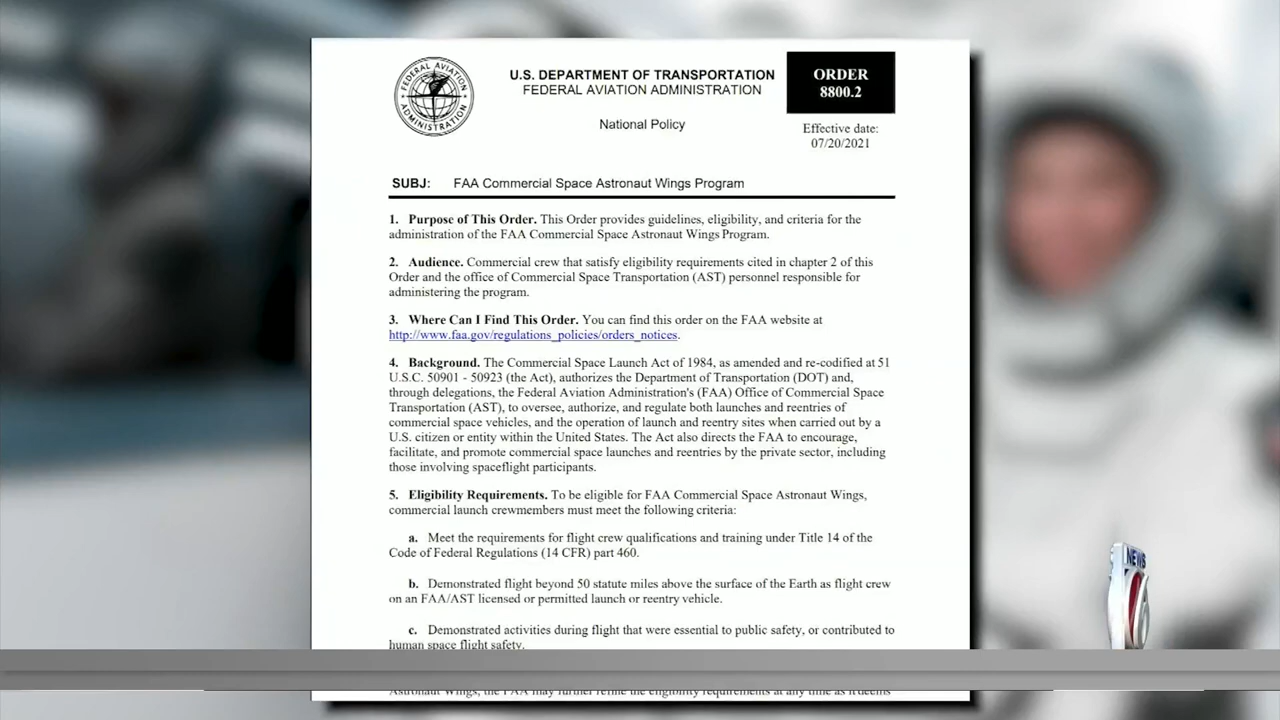 FEDERAL AVIATION
ADMINISTRATION
U.S. DEPARTMENT OF TRANSPORTATION
FEDERAL AVIATION ADMINISTRATION
National Policy
ORDER
8800.2
Effective date:
07/20/2021
SUBJ: FAA Commercial Space Astronaut Wings Program
1. Purpose of This Order. This Order provides guidelines, eligibility, and criteria for the
administration of the FAA Commercial Space Astronaut Wings Program.
2. Audience. Commercial crew that satisfy eligibility requirements cited in chapter 2 of this
Order and the office of Commercial Space Transportation (AST) personnel responsible for
administering the program.
3. Where Can I Find This Order. You can find this order on the FAA website at
http://www.faa.gov/regulations_policies/orders_notices.
4. Background. The Commercial Space Launch Act of 1984, as amended and re-codified at 51
U.S.C. 50901 - 50923 (the Act), authorizes the Department of Transportation (DOT) and,
through delegations, the Federal Aviation Administration's (FAA) Office of Commercial Space
Transportation (AST), to oversee, authorize, and regulate both launches and reentries of
commercial space vehicles, and the operation of launch and reentry sites when carried out by a
U.S. citizen or entity within the United States. The Act also directs the FAA to encourage,
facilitate, and promote commercial space launches and reentries by the private sector, including
those involving spaceflight participants.
5. Eligibility Requirements. To be eligible for FAA Commercial Space Astronaut Wings,
commercial launch crewmembers must meet the following criteria:
a. Meet the requirements for flight crew qualifications and training under Title 14 of the
Code of Federal Regulations (14 CFR) part 460.
b. Demonstrated flight beyond 50 statute miles above the surface of the Earth as flight crew
on an FAA/AST licensed or permitted launch or reentry vehicle.
c. Demonstrated activities during flight that were essential to public safety, or contributed to
human space flight safety.
Astronaut Wings, the FAA may further refine the eligibility requirements at any time as it deems
NEWS
6